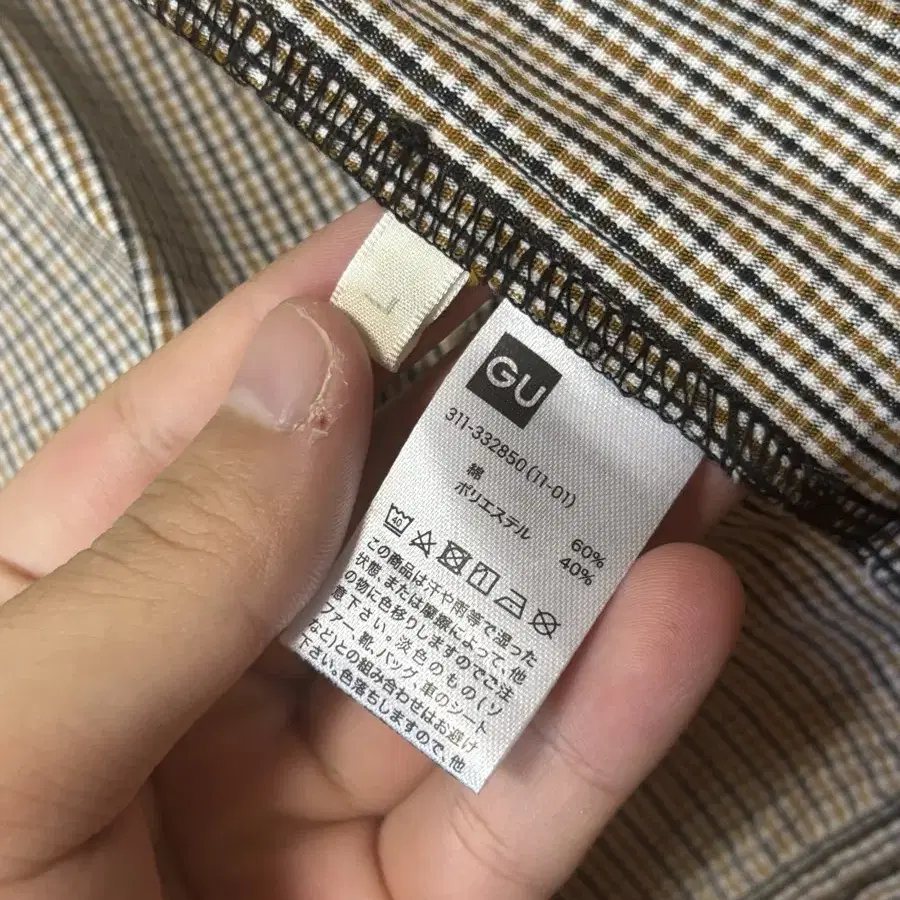 L
GU
311-332850(11-01)
綿 60%
ポリエステル 40%
40
この商品は汗や雨等で湿った
状態、または摩擦によって、他
の物に色移りしますのでご注
意下さい。淡色のもの(ソ
ファー、靴、バッグ、車のシート
など)との組み合わせはお避け
下さい。色落ちしますので、他